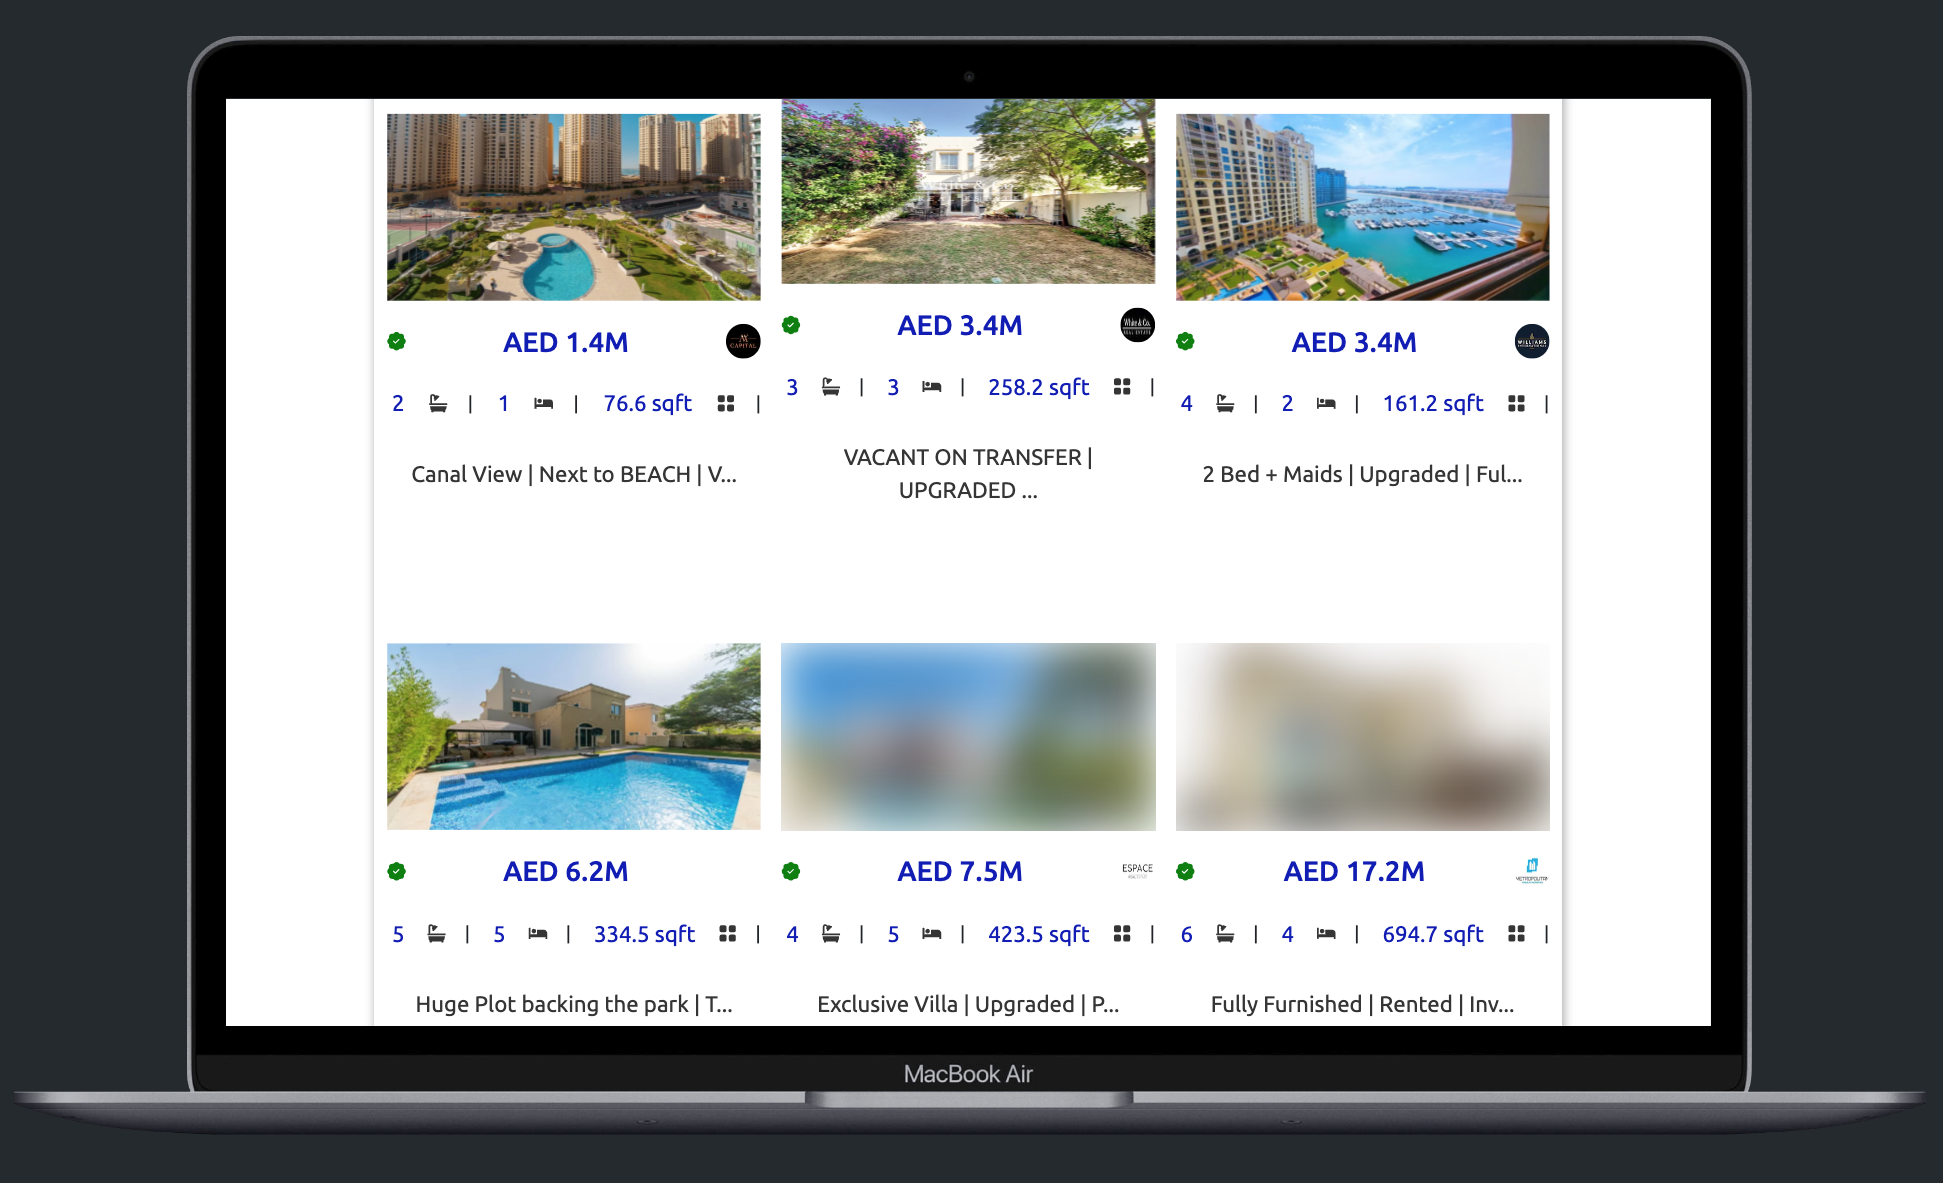 AED 1.4M
CAPITAL
2 | 1 | 76.6 sqft |
Canal View | Next to BEACH | V...
AED 3.4M
White & Co.
REAL ESTATE
3 | 3 | 258.2 sqft |
VACANT ON TRANSFER |
UPGRADED ...
AED 3.4M
WILLIAMS
INTERNATIONAL
4 | 2 | 161.2 sqft |
2 Bed + Maids | Upgraded | Ful...
AED 6.2M
5 | 5 | 334.5 sqft |
Huge Plot backing the park | T...
AED 7.5M
ESPACE
4 | 5 | 423.5 sqft |
Exclusive Villa | Upgraded | P...
AED 17.2M
METROPOLITAN
6 | 4 | 694.7 sqft |
Fully Furnished | Rented | Inv...
MacBook Air